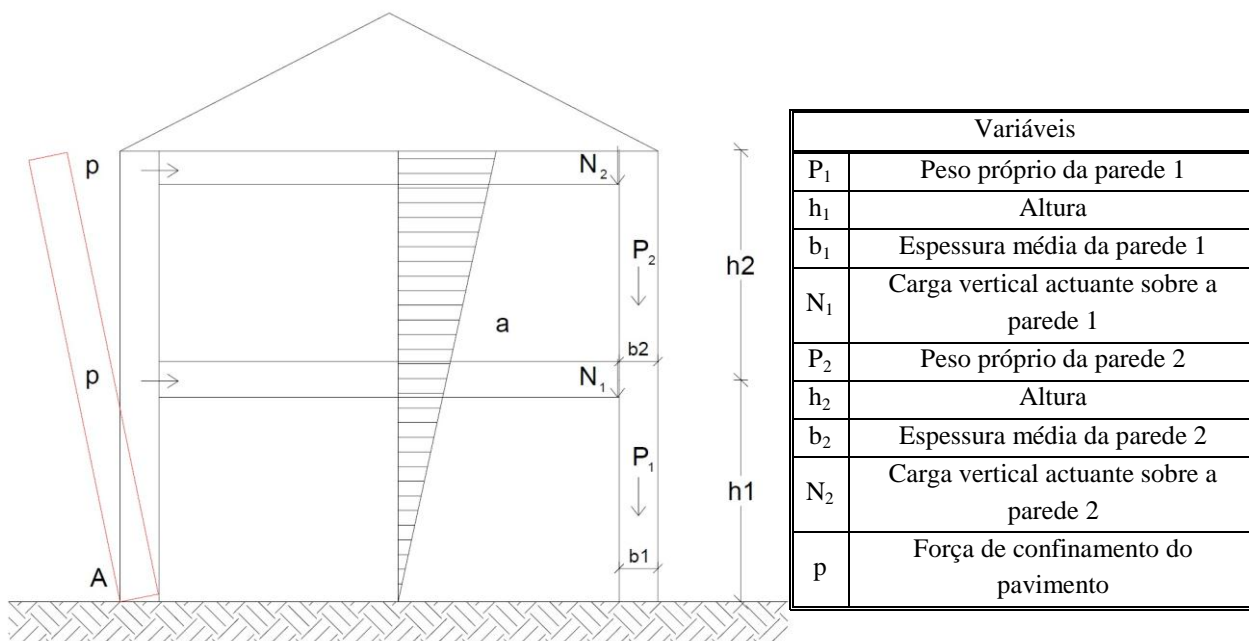 p
N₂
P₂
h2
a
b2
p
N₁
P₁
h1
b1
A
Variáveis
P₁ Peso próprio da parede 1
h₁ Altura
b₁ Espessura média da parede 1
N₁ Carga vertical actuante sobre a
parede 1
P₂ Peso próprio da parede 2
h₂ Altura
b₂ Espessura média da parede 2
N₂ Carga vertical actuante sobre a
parede 2
p Força de confinamento do
pavimento